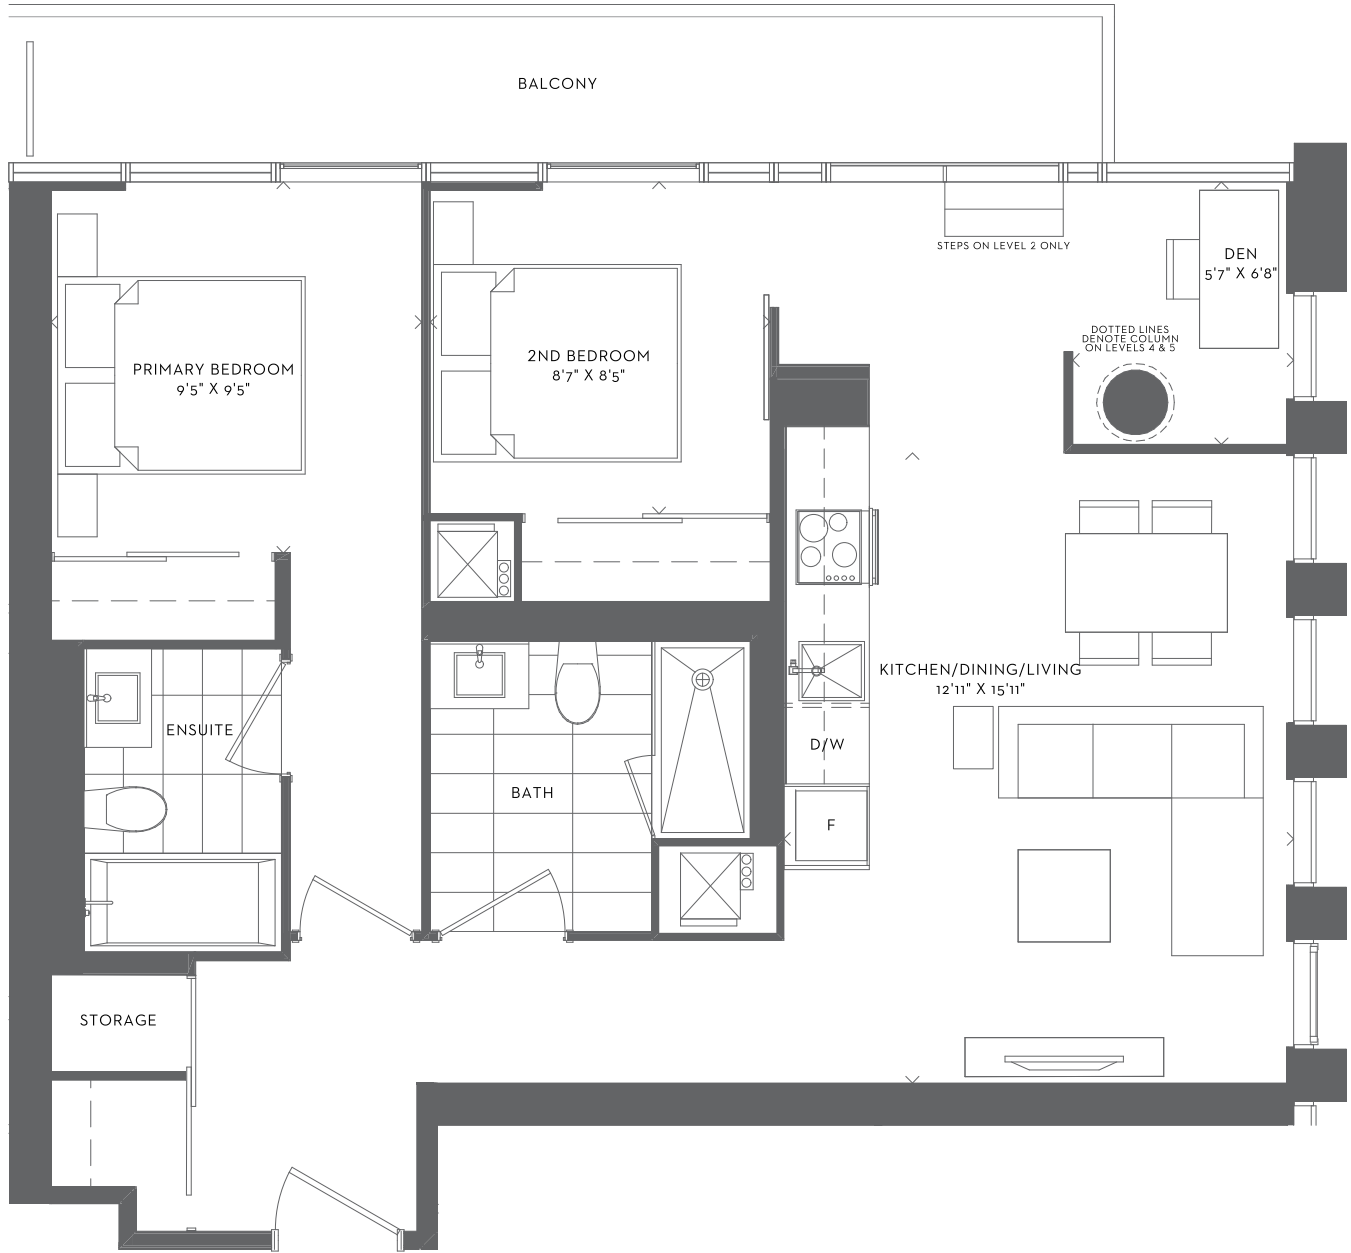 BALCONY
STEPS ON LEVEL 2 ONLY
DEN
5'7" X 6'8"
DOTTED LINES
DENOTE COLUMN
ON LEVELS 4 & 5
PRIMARY BEDROOM
9'5" X 9'5"
2ND BEDROOM
8'7" X 8'5"
KITCHEN/DINING/LIVING
12'11" X 15'11"
ENSUITE
D/W
BATH
F
STORAGE